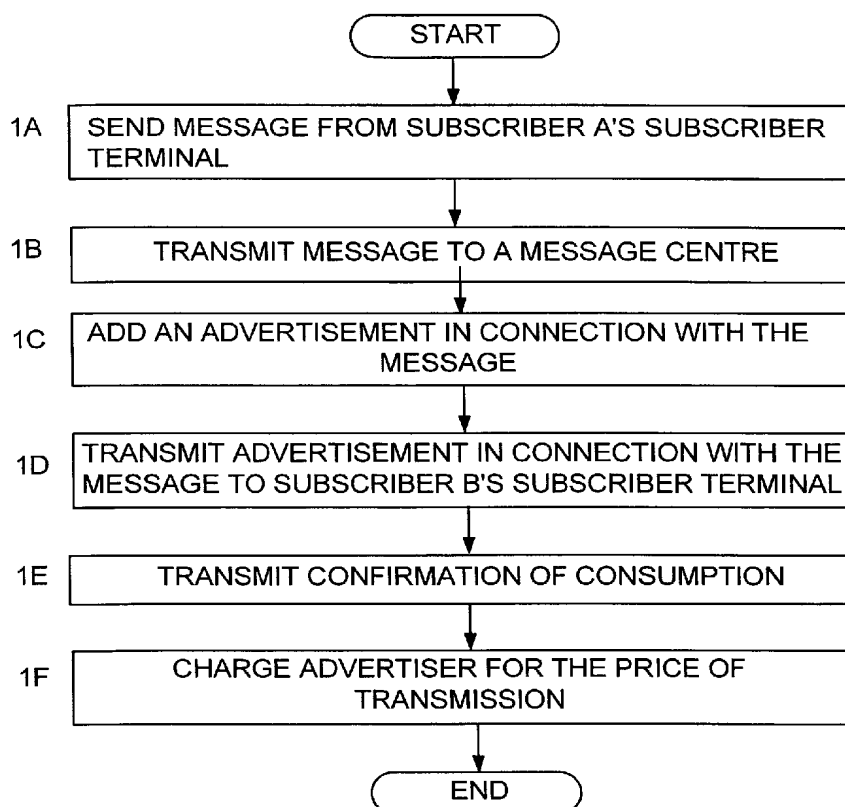 START
1A
SEND MESSAGE FROM SUBSCRIBER A'S SUBSCRIBER
TERMINAL
1B
TRANSMIT MESSAGE TO A MESSAGE CENTRE
1C
ADD AN ADVERTISEMENT IN CONNECTION WITH THE
MESSAGE
1D
TRANSMIT ADVERTISEMENT IN CONNECTION WITH THE
MESSAGE TO SUBSCRIBER B'S SUBSCRIBER TERMINAL
1E
TRANSMIT CONFIRMATION OF CONSUMPTION
1F
CHARGE ADVERTISER FOR THE PRICE OF
TRANSMISSION
END